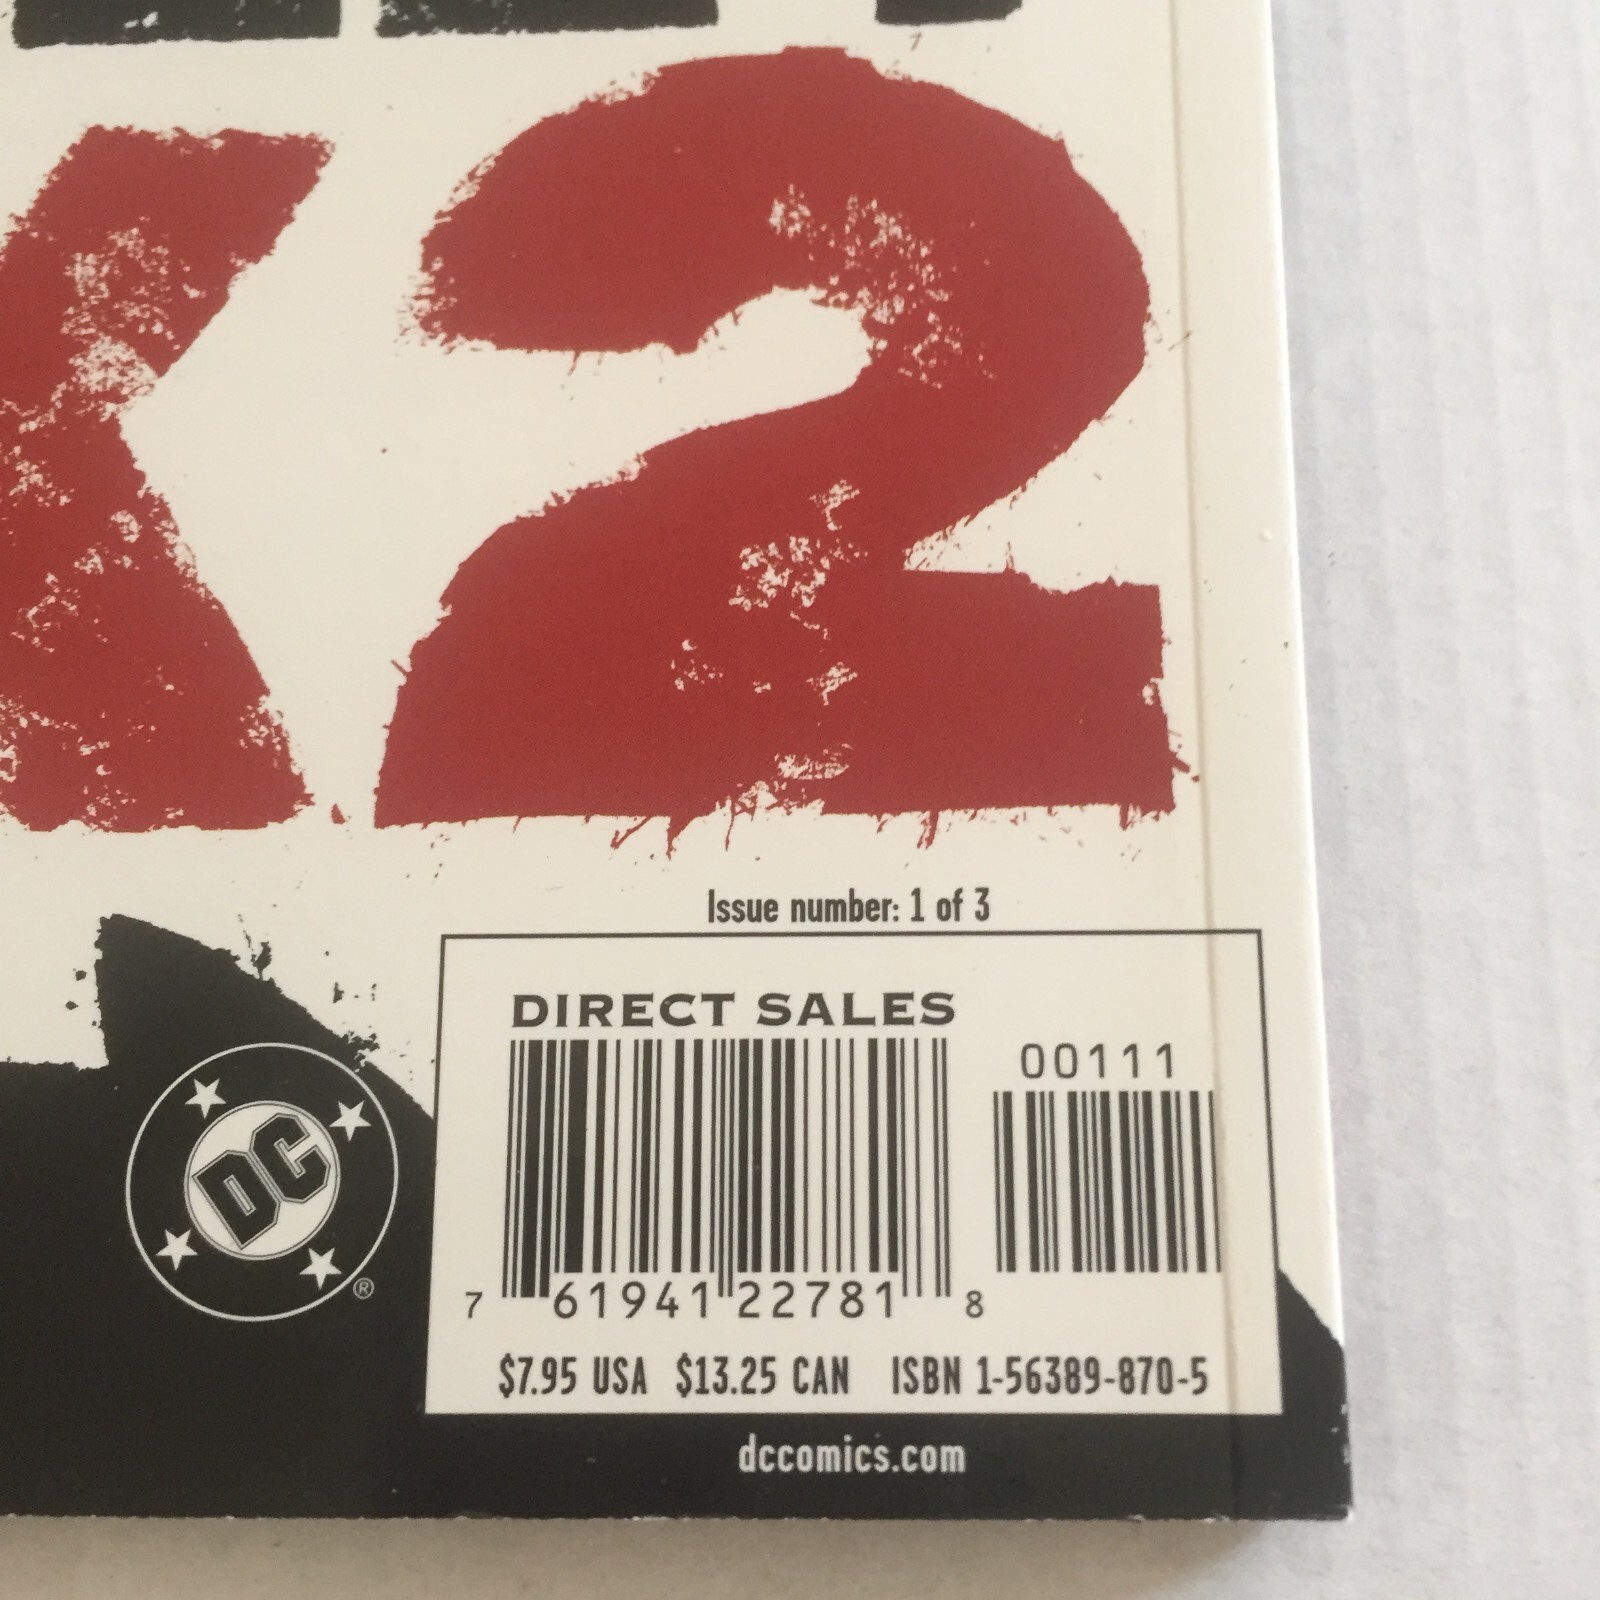 K2
Issue number: 1 of 3
DIRECT SALES
00111
7 61941 22781 8
$7.95 USA $13.25 CAN ISBN 1-56389-870-5
DC
®
dccomics.com